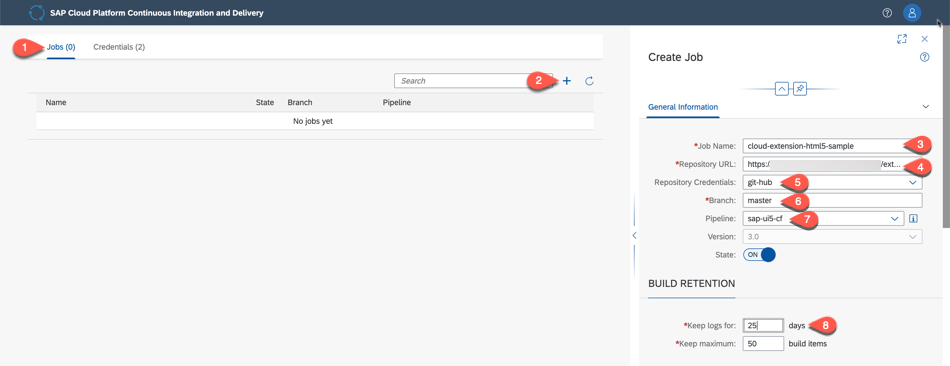 SAP Cloud Platform Continuous Integration and Delivery
1 Jobs (0) Credentials (2)
Search 2
Name State Branch Pipeline
No jobs yet
Create Job
General Information
*Job Name: cloud-extension-html5-sample 3
*Repository URL: https:/ /ext... 4
Repository Credentials: git-hub 5
*Branch: master 6
Pipeline: sap-ui5-cf 7
Version: 3.0
State: ON
BUILD RETENTION
*Keep logs for: 25 days 8
*Keep maximum: 50 build items